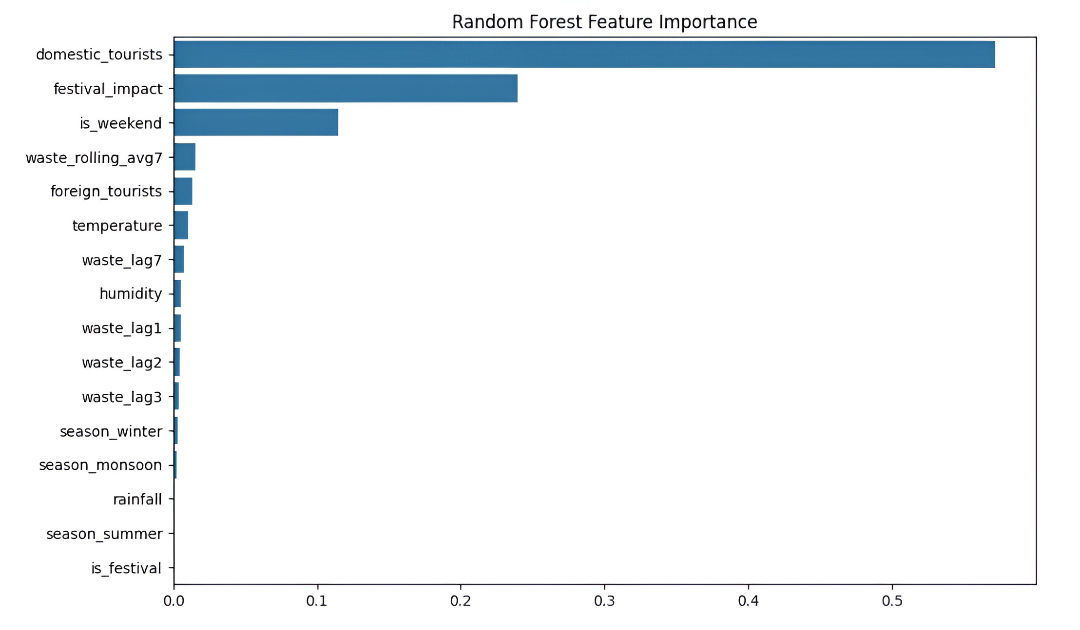 Random Forest Feature Importance
domestic_tourists
festival_impact
is_weekend
waste_rolling_avg7
foreign_tourists
temperature
waste_lag7
humidity
waste_lag1
waste_lag2
waste_lag3
season_winter
season_monsoon
rainfall
season_summer
is_festival
0.0 0.1 0.2 0.3 0.4 0.5